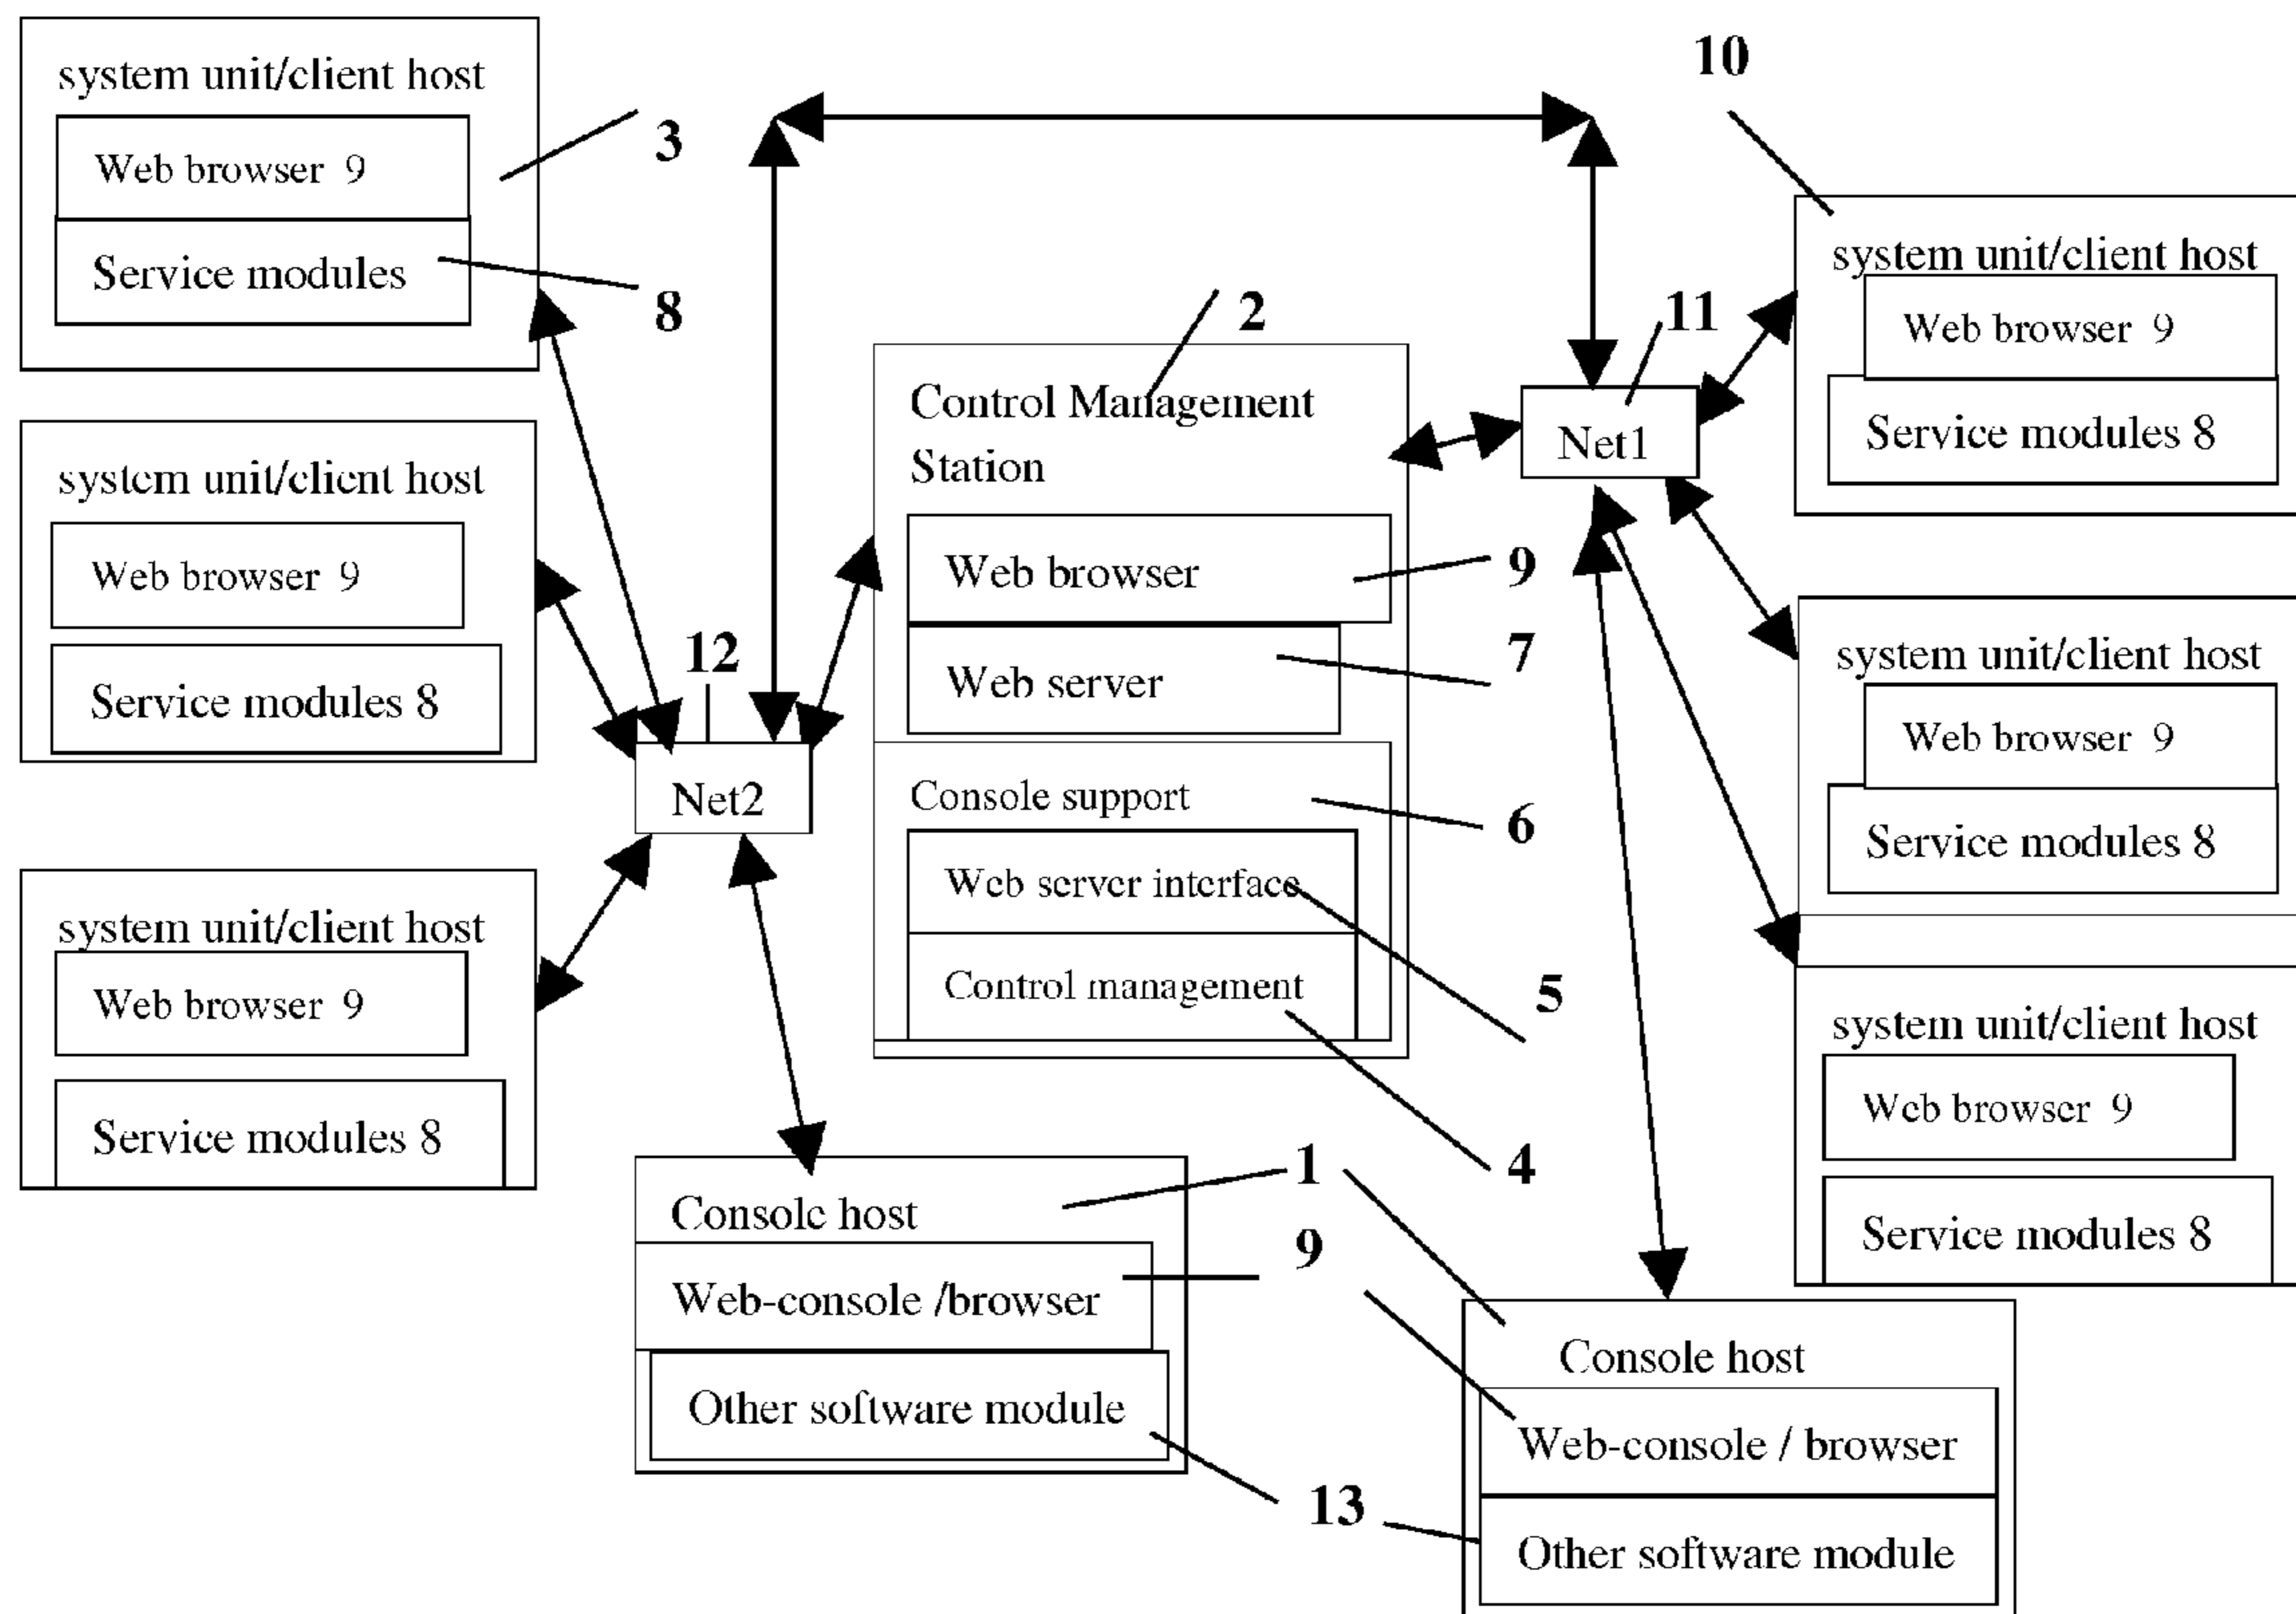 system unit/client host
Web browser 9
Service modules
3
8
system unit/client host
Web browser 9
Service modules 8
system unit/client host
Web browser 9
Service modules 8
12
Net2
2
Control Management
Station
Web browser
Web server
Console support
Web server interface
Control management
9
7
6
5
4
11
Net1
10
system unit/client host
Web browser 9
Service modules 8
system unit/client host
Web browser 9
Service modules 8
system unit/client host
Web browser 9
Service modules 8
Console host
Web-console /browser
Other software module
1
9
13
Console host
Web-console / browser
Other software module